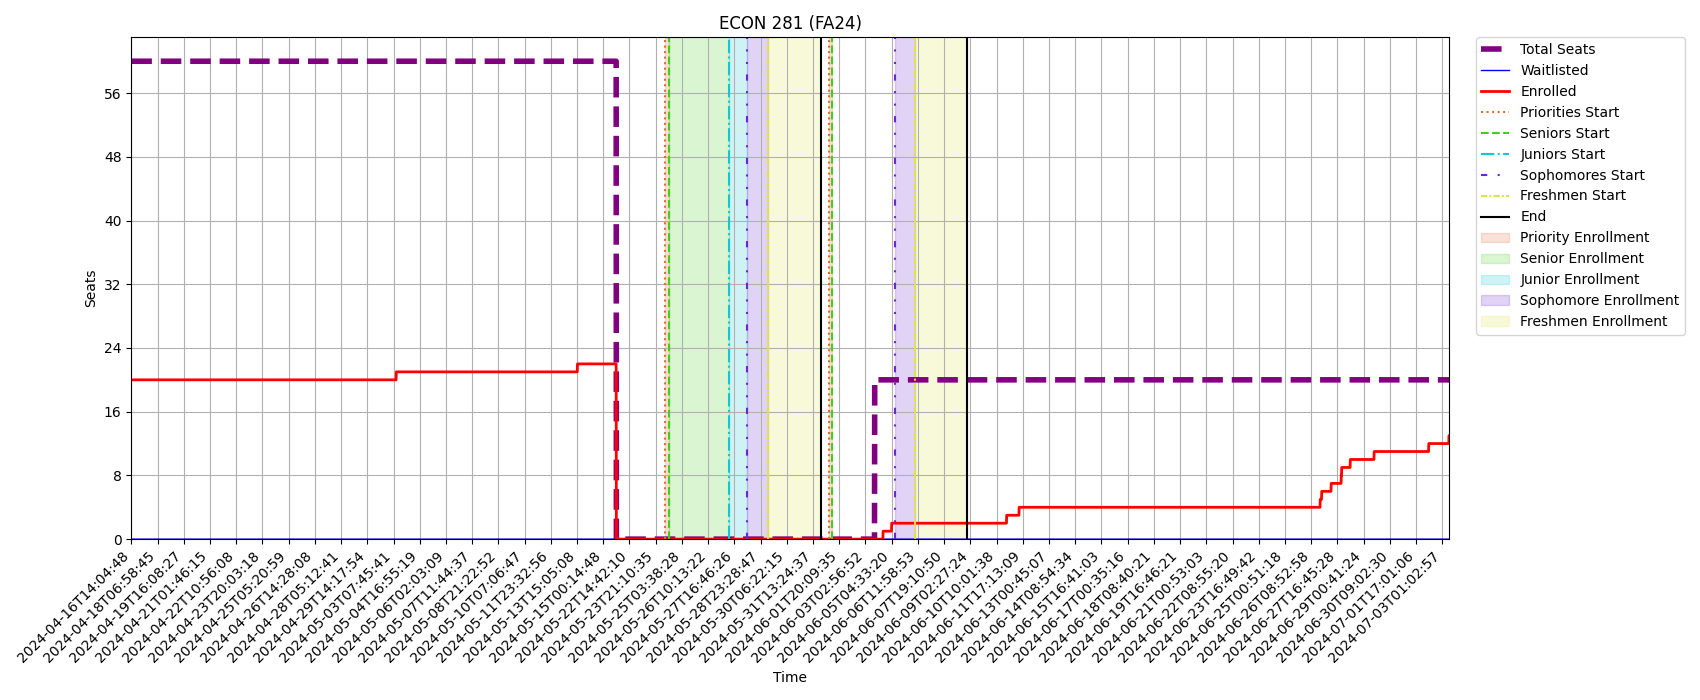 ECON 281 (FA24)
Seats
56
48
40
32
24
16
8
0
2024-04-16T14:04:48
2024-04-18T06:58:45
2024-04-19T16:08:27
2024-04-21T01:46:15
2024-04-22T10:56:08
2024-04-23T20:03:18
2024-04-25T05:20:59
2024-04-26T14:28:08
2024-04-28T05:12:41
2024-04-29T14:17:54
2024-05-03T07:45:41
2024-05-04T16:55:19
2024-05-06T02:03:09
2024-05-07T11:44:37
2024-05-08T21:22:52
2024-05-10T07:06:47
2024-05-11T23:32:56
2024-05-13T15:05:08
2024-05-15T00:14:48
2024-05-22T14:42:10
2024-05-23T21:10:35
2024-05-25T03:38:28
2024-05-26T10:13:22
2024-05-27T16:46:26
2024-05-28T23:28:47
2024-05-30T06:22:15
2024-05-31T13:24:37
2024-06-01T20:09:35
2024-06-03T02:56:52
2024-06-05T04:33:20
2024-06-06T11:58:53
2024-06-07T19:10:50
2024-06-09T02:27:24
2024-06-10T10:01:38
2024-06-11T17:13:09
2024-06-13T00:45:07
2024-06-14T08:54:34
2024-06-15T16:41:03
2024-06-17T00:35:16
2024-06-18T08:40:21
2024-06-19T16:46:21
2024-06-21T00:53:03
2024-06-22T08:55:20
2024-06-23T16:49:42
2024-06-25T00:51:18
2024-06-26T08:52:58
2024-06-27T16:45:28
2024-06-29T00:41:24
2024-06-30T09:02:30
2024-07-01T17:01:06
2024-07-03T01:02:57
Time
Total Seats
Waitlisted
Enrolled
Priorities Start
Seniors Start
Juniors Start
Sophomores Start
Freshmen Start
End
Priority Enrollment
Senior Enrollment
Junior Enrollment
Sophomore Enrollment
Freshmen Enrollment